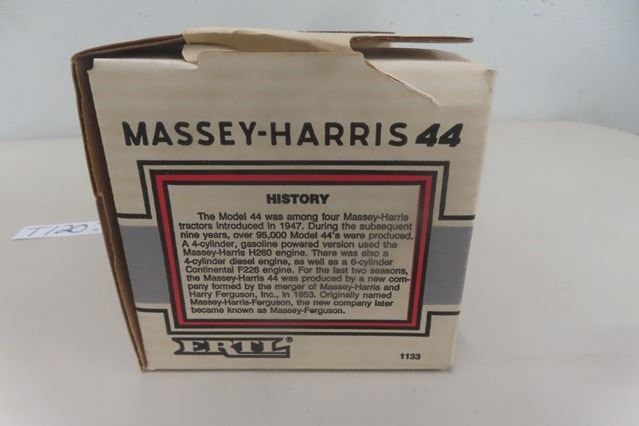 MASSEY-HARRIS 44
HISTORY
The Model 44 was among four Massey-Harris
tractors introduced in 1947. During the subsequent
nine years, over 95,000 Model 44's were produced.
A 4-cylinder, gasoline powered version used the
Massey-Harris H260 engine. There was also a
4-cylinder diesel engine, as well as a 6-cylinder
Continental F226 engine. For the last two seasons,
the Massey-Harris 44 was produced by a new com-
pany formed by the merger of Massey-Harris and
Harry Ferguson, Inc., in 1953. Originally named
Massey-Harris-Ferguson, the new company later
became known as Massey-Ferguson.
ERTL®
1133
T120-